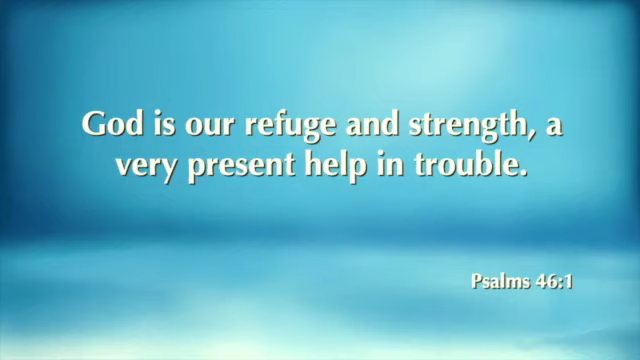 God is our refuge and strength, a
very present help in trouble.
Psalms 46:1